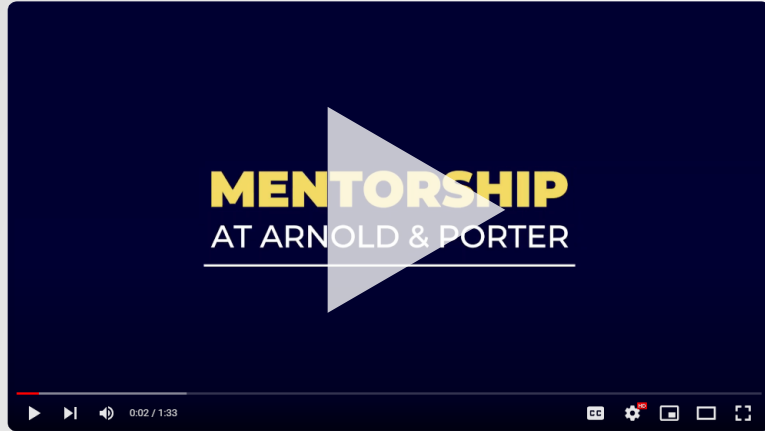 MENTORSHIP
AT ARNOLD & PORTER
0:02 / 1:33
CC
HD